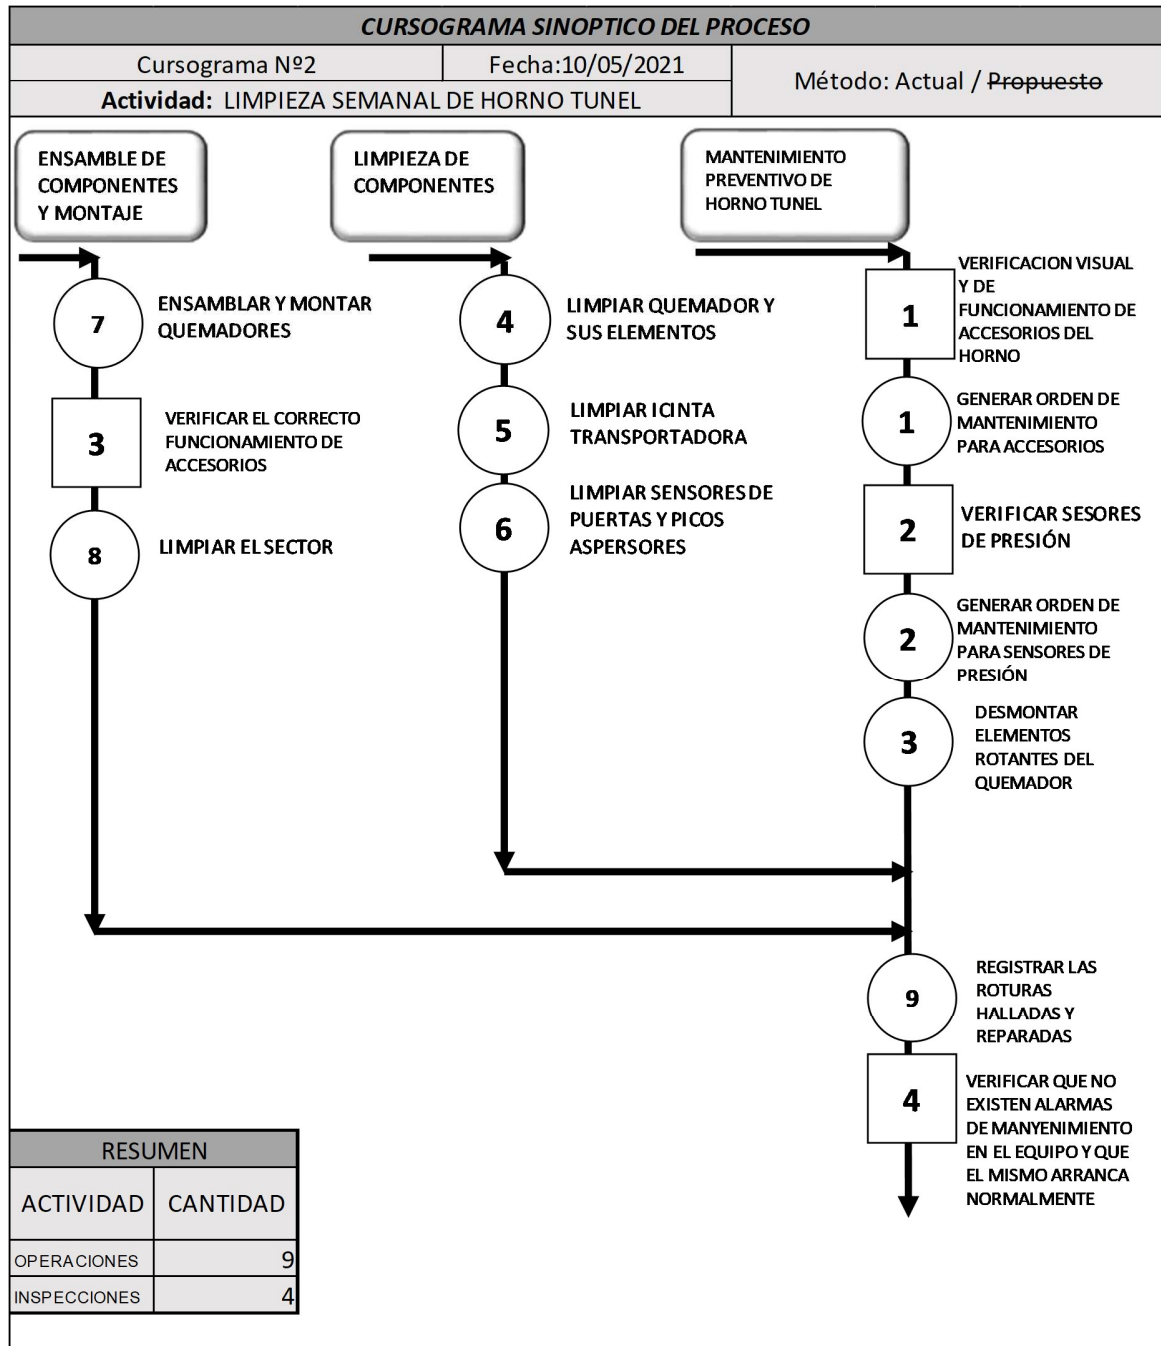 CURSOGRAMA SINOPTICO DEL PROCESO
Cursograma Nº2
Fecha:10/05/2021
Método: Actual / Propuesto
Actividad: LIMPIEZA SEMANAL DE HORNO TUNEL
ENSAMBLE DE
COMPONENTES
Y MONTAJE
7
ENSAMBLAR Y MONTAR
QUEMADORES
3
VERIFICAR EL CORRECTO
FUNCIONAMIENTO DE
ACCESORIOS
8
LIMPIAR EL SECTOR
LIMPIEZA DE
COMPONENTES
4
LIMPIAR QUEMADOR Y
SUS ELEMENTOS
5
LIMPIAR ICINTA
TRANSPORTADORA
6
LIMPIAR SENSORES DE
PUERTAS Y PICOS
ASPERSORES
MANTENIMIENTO
PREVENTIVO DE
HORNO TUNEL
1
VERIFICACION VISUAL
Y DE
FUNCIONAMIENTO DE
ACCESORIOS DEL
HORNO
1
GENERAR ORDEN DE
MANTENIMIENTO
PARA ACCESORIOS
2
VERIFICAR SESORES
DE PRESIÓN
2
GENERAR ORDEN DE
MANTENIMIENTO
PARA SENSORES DE
PRESIÓN
3
DESMONTAR
ELEMENTOS
ROTANTES DEL
QUEMADOR
9
REGISTRAR LAS
ROTURAS
HALLADAS Y
REPARADAS
4
VERIFICAR QUE NO
EXISTEN ALARMAS
DE MANYENIMIENTO
EN EL EQUIPO Y QUE
EL MISMO ARRANCA
NORMALMENTE
RESUMEN
ACTIVIDAD CANTIDAD
OPERACIONES 9
INSPECCIONES 4